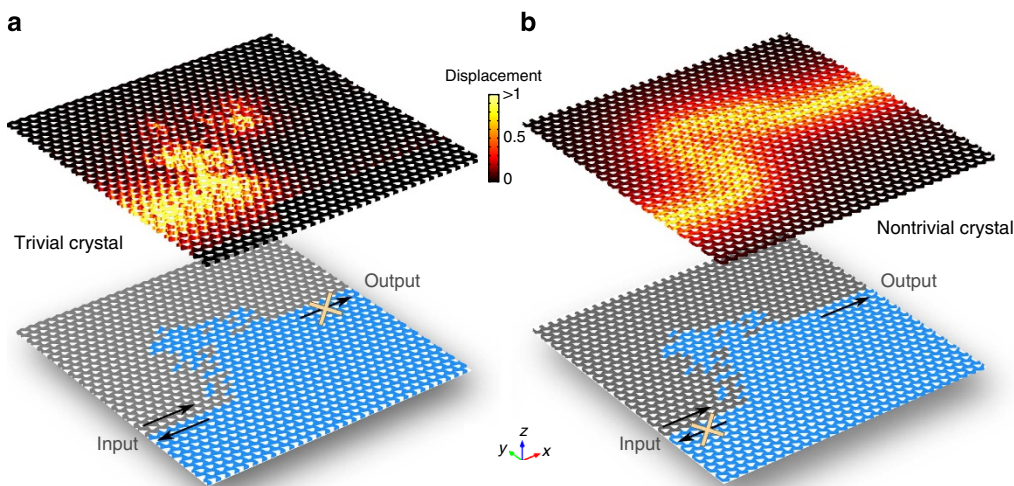 a
b
Displacement
>1
0.5
0
Trivial crystal
Nontrivial crystal
Output
Output
Input
Input
z
y
x